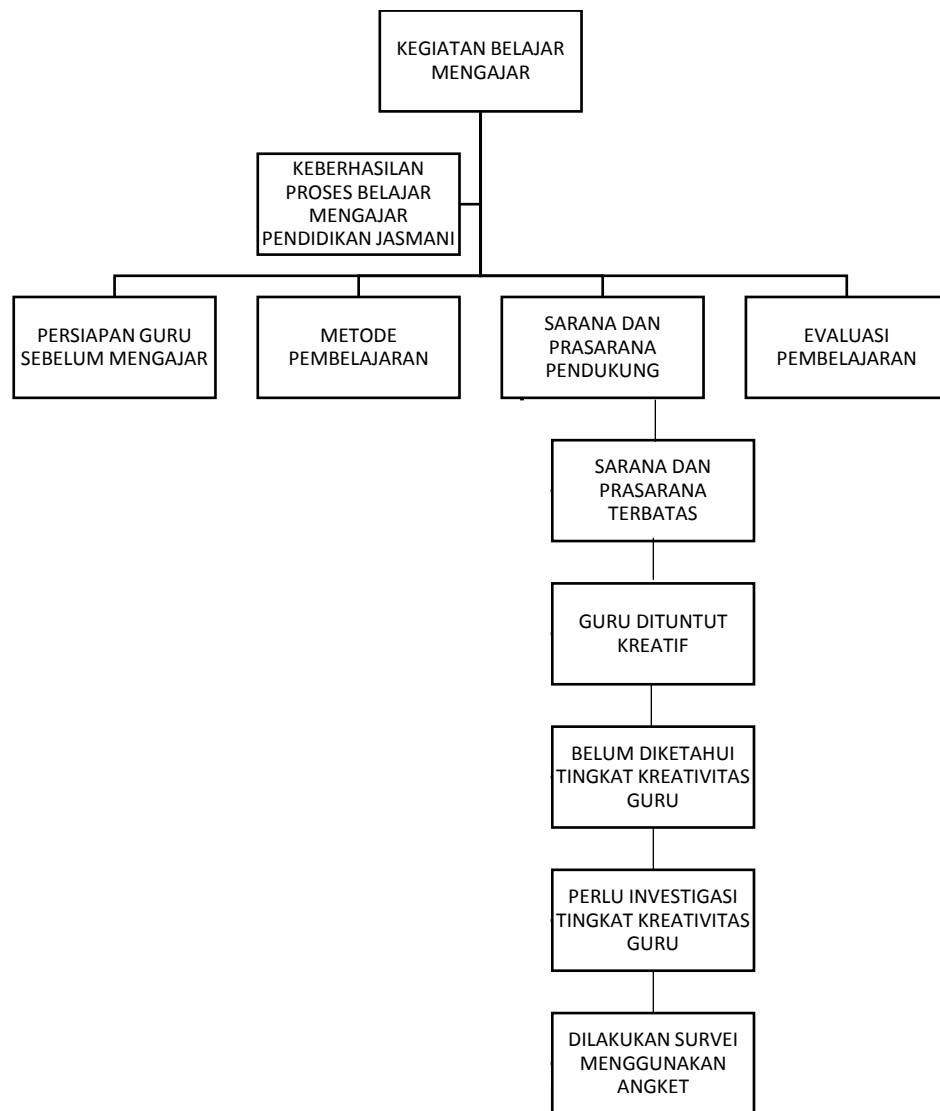 KEGIATAN BELAJAR
MENGAJAR
KEBERHASILAN
PROSES BELAJAR
MENGAJAR
PENDIDIKAN JASMANI
PERSIAPAN GURU
SEBELUM MENGAJAR
METODE
PEMBELAJARAN
SARANA DAN
PRASARANA
PENDUKUNG
EVALUASI
PEMBELAJARAN
SARANA DAN
PRASARANA
TERBATAS
GURU DITUNTUT
KREATIF
BELUM DIKETAHUI
TINGKAT KREATIVITAS
GURU
PERLU INVESTIGASI
TINGKAT KREATIVITAS
GURU
DILAKUKAN SURVEI
MENGGUNAKAN
ANGKET